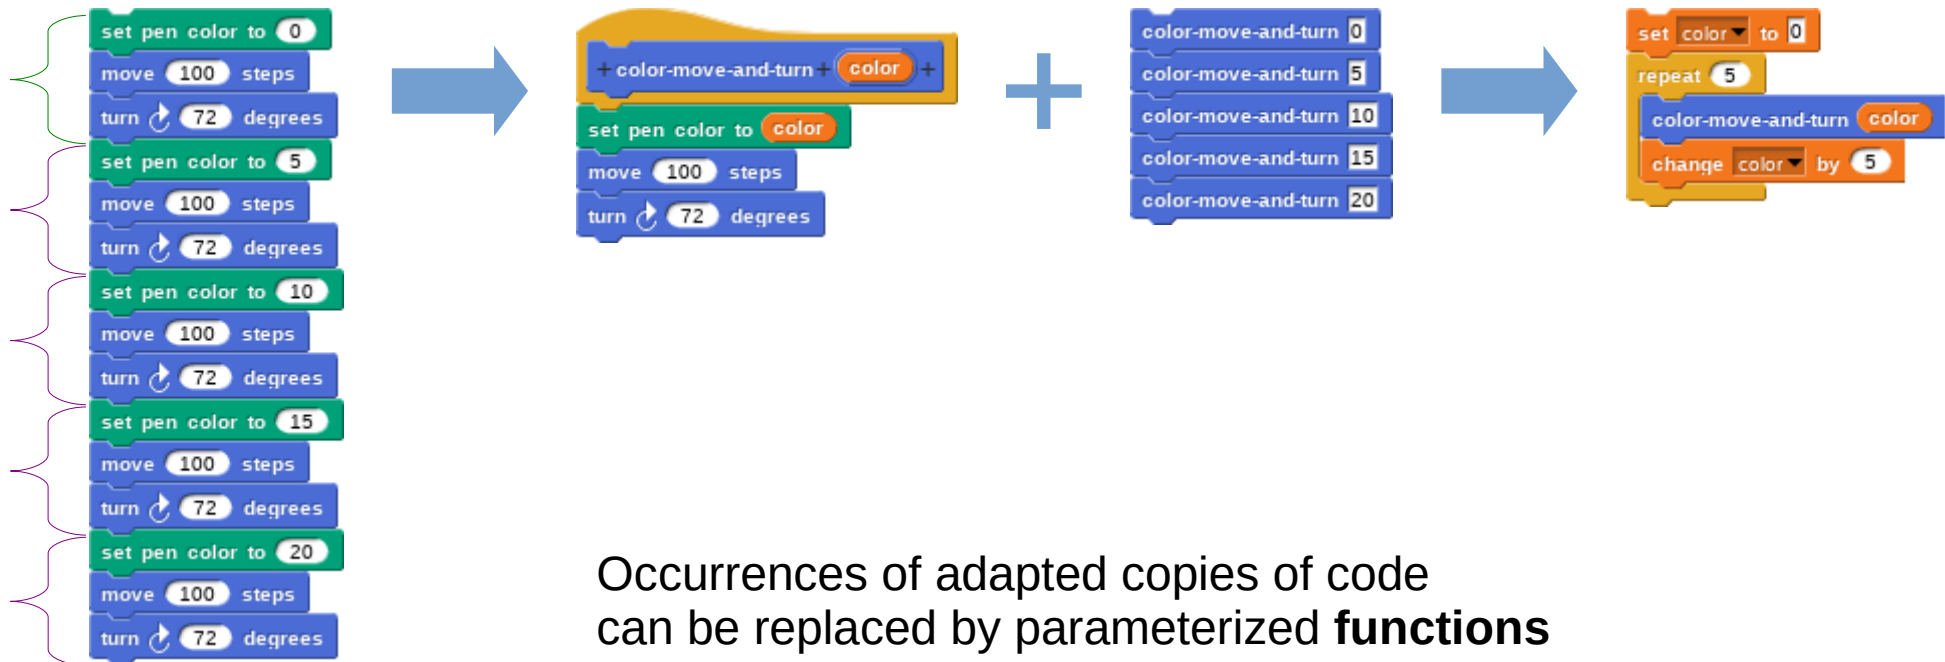 set pen color to 0
move 100 steps
turn 72 degrees
set pen color to 5
move 100 steps
turn 72 degrees
set pen color to 10
move 100 steps
turn 72 degrees
set pen color to 15
move 100 steps
turn 72 degrees
set pen color to 20
move 100 steps
turn 72 degrees
+ color-move-and-turn + color +
set pen color to color
move 100 steps
turn 72 degrees
color-move-and-turn 0
color-move-and-turn 5
color-move-and-turn 10
color-move-and-turn 15
color-move-and-turn 20
set color to 0
repeat 5
color-move-and-turn color
change color by 5
Occurrences of adapted copies of code
can be replaced by parameterized functions